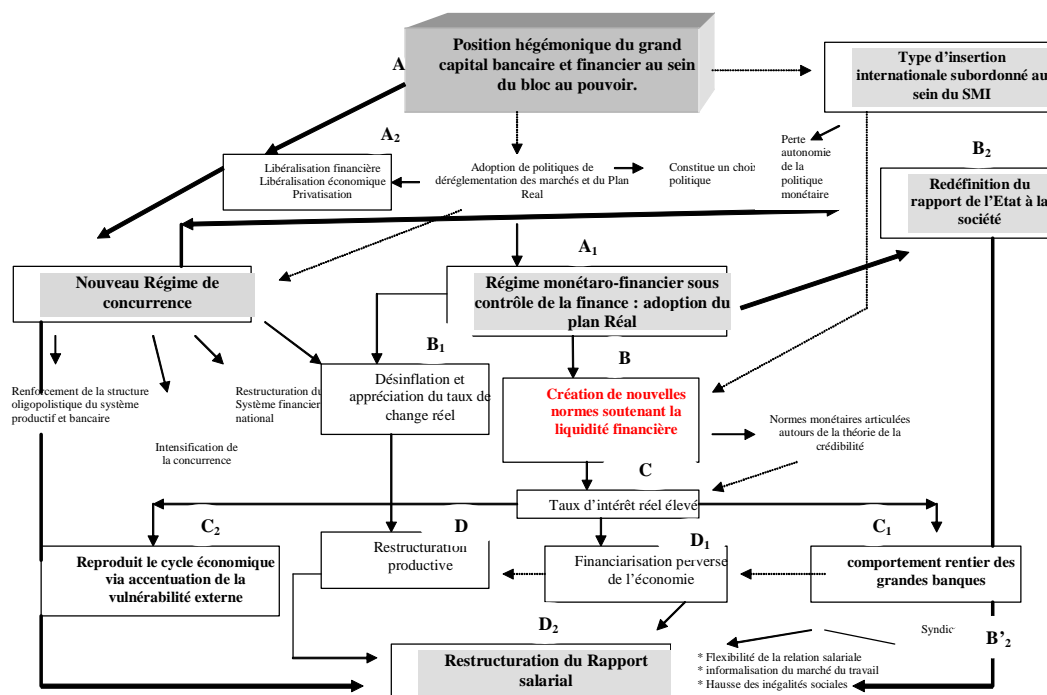 Position hégémonique du grand
capital bancaire et financier au sein
du bloc au pouvoir.
Type d'insertion
internationale subordonné au
sein du SMI
A
A2
Libéralisation financière
Libéralisation économique
Privatisation
Adoption de politiques de
déréglementation des marchés et du Plan
Real
Constitue un choix
politique
Perte
autonomie
de la
politique
monétaire
B2
Redéfinition du
rapport de l'Etat à la
société
A1
Nouveau Régime de
concurrence
Régime monétaro-financier sous
contrôle de la finance : adoption du
plan Réal
B1
B
Renforcement de la structure
oligopolistique du système
productif et bancaire
Restructuration du
Système financier
national
Intensification de
la concurrence
Désinflation et
appréciation du taux de
change réel
Création de nouvelles
normes soutenant la
liquidité financière
Normes monétaires articulées
autours de la théorie de la
crédibilité
C
Taux d'intérêt réel élevé
C2
D
D1
C1
Reproduit le cycle économique
via accentuation de la
vulnérabilité externe
Restructuration
productive
Financiarisation perverse
de l'économie
comportement rentier des
grandes banques
D2
Restructuration du Rapport
salarial
B'2
* Flexibilité de la relation salariale
* informalisation du marché du travail
* Hausse des inégalités sociales